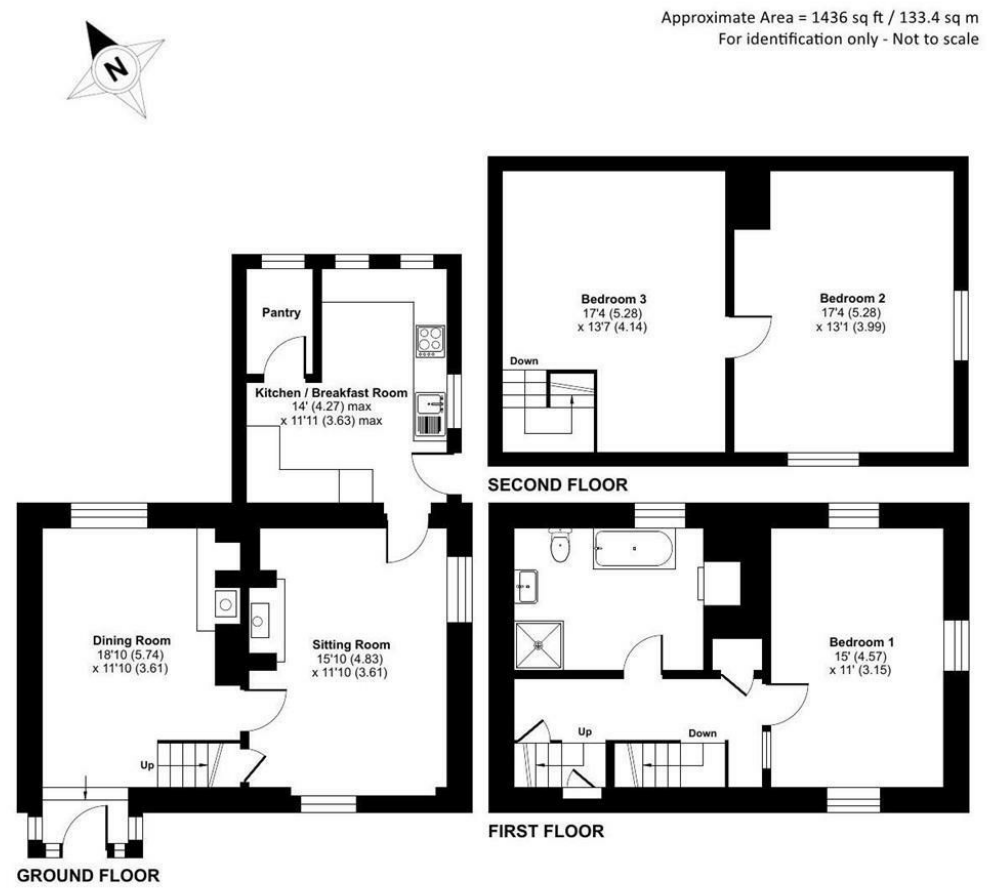 Approximate Area = 1436 sq ft / 133.4 sq m
For identification only - Not to scale
N
Bedroom 3
17'4 (5.28)
x 13'7 (4.14)
Bedroom 2
17'4 (5.28)
x 13'1 (3.99)
Down
SECOND FLOOR
Pantry
Kitchen / Breakfast Room
14' (4.27) max
x 11'11 (3.63) max
Dining Room
18'10 (5.74)
x 11'10 (3.61)
Sitting Room
15'10 (4.83)
x 11'10 (3.61)
Up
GROUND FLOOR
Bedroom 1
15' (4.57)
x 11' (3.15)
Up
Down
FIRST FLOOR